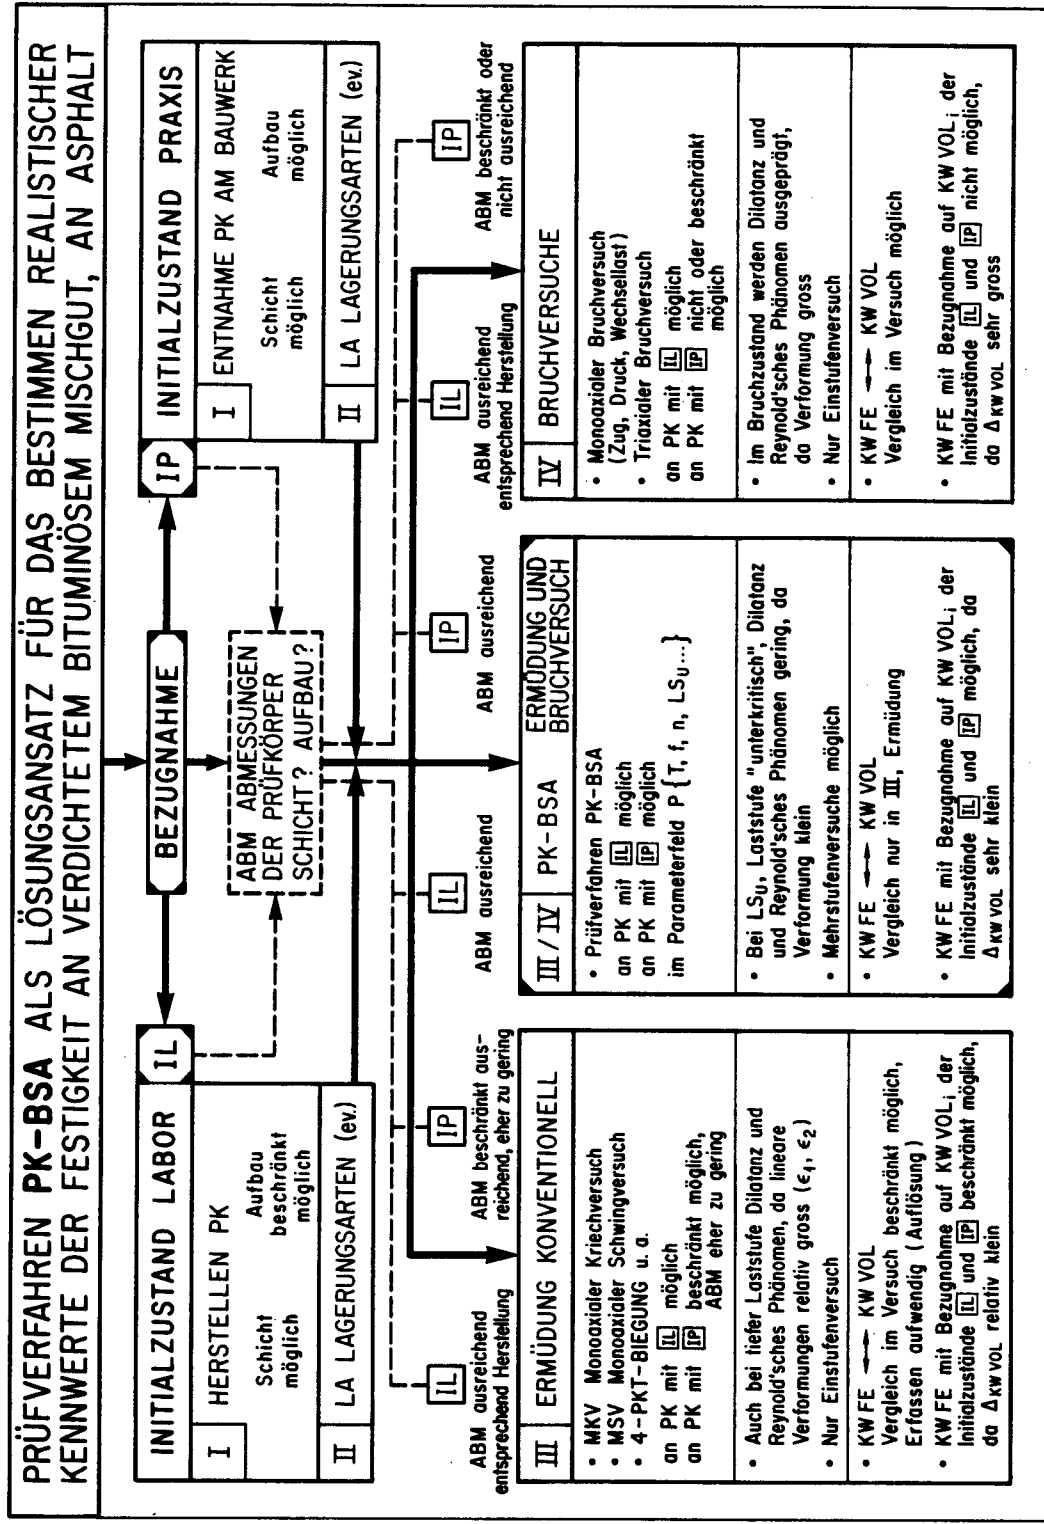 PRÜFVERFAHREN PK-BSA ALS LÖSUNGSANSATZ FÜR DAS BESTIMMEN REALISTISCHER
KENNWERTE DER FESTIGKEIT AN VERDICHTETEM BITUMINÖSEM MISCHGUT, AN ASPHALT
BEZUGNAHME
IL
INITIALZUSTAND LABOR
I HERSTELLEN PK
Schicht
möglich
Aufbau
beschränkt
möglich
II LA LAGERUNGSARTEN (ev.)
ABM ABMESSUNGEN
DER PRÜFKÖRPER
SCHICHT? AUFBAU?
IP
INITIALZUSTAND PRAXIS
I ENTNAHME PK AM BAUWERK
Schicht
möglich
Aufbau
möglich
II LA LAGERUNGSARTEN (ev.)
IL
ABM ausreichend
entsprechend Herstellung
IP
ABM beschränkt aus-
reichend, eher zu gering
IL
ABM ausreichend
IP
ABM ausreichend
IL
ABM ausreichend
entsprechend Herstellung
IP
ABM beschränkt oder
nicht ausreichend
III ERMÜDUNG KONVENTIONELL
• MKV Monoaxialer Kriechversuch
• MSV Monoaxialer Schwingversuch
• 4-PKT-BIEGUNG u. a.
an PK mit IL möglich
an PK mit IP beschränkt möglich,
ABM eher zu gering
• Auch bei tiefer Laststufe Dilatanz und
Reynold'sches Phänomen, da lineare
Verformungen relativ gross (ϵ1, ϵ2)
• Nur Einstufenversuch
• KW FE ⟷ KW VOL
Vergleich im Versuch beschränkt möglich,
Erfassen aufwendig (Auflösung)
• KW FE mit Bezugnahme auf KW VOL; der
Initialzustände IL und IP beschränkt möglich,
da Δ KW VOL relativ klein
III / IV PK-BSA ERMÜDUNG UND
BRUCHVERSUCH
• Prüfverfahren PK-BSA
an PK mit IL möglich
an PK mit IP möglich
im Parameterfeld P {T, f, n, LSU...}
• Bei LSU, Laststufe "unterkritisch", Dilatanz
und Reynold'sches Phänomen gering, da
Verformung klein
• Mehrstufenversuche möglich
• KW FE ⟷ KW VOL
Vergleich nur in III, Ermüdung
• KW FE mit Bezugnahme auf KW VOL; der
Initialzustände IL und IP möglich, da
Δ KW VOL sehr klein
IV BRUCHVERSUCHE
• Monoaxialer Bruchversuch
(Zug, Druck, Wechsellast)
• Triaxialer Bruchversuch
an PK mit IL möglich
an PK mit IP nicht oder beschränkt
möglich
• Im Bruchzustand werden Dilatanz und
Reynold'sches Phänomen ausgeprägt,
da Verformung gross
• Nur Einstufenversuch
• KW FE ⟷ KW VOL
Vergleich im Versuch möglich
• KW FE mit Bezugnahme auf KW VOL; der
Initialzustände IL und IP nicht möglich,
da Δ KW VOL sehr gross